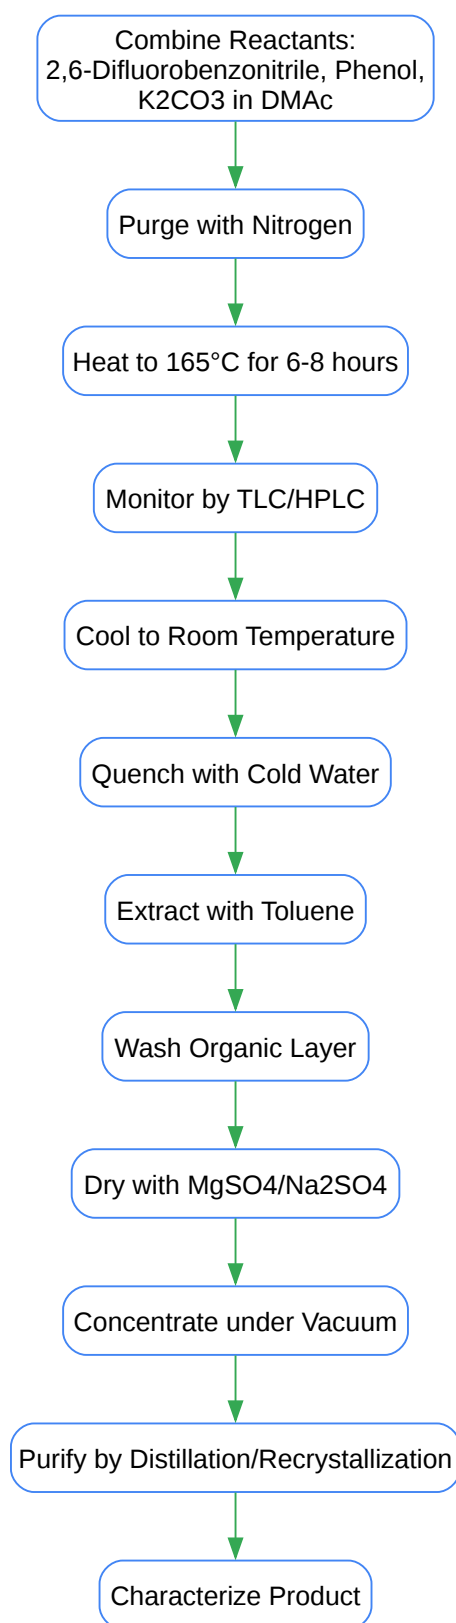 Combine Reactants:
2,6-Difluorobenzonitrile, Phenol,
K2CO3 in DMAc
Purge with Nitrogen
Heat to 165°C for 6-8 hours
Monitor by TLC/HPLC
Cool to Room Temperature
Quench with Cold Water
Extract with Toluene
Wash Organic Layer
Dry with MgSO4/Na2SO4
Concentrate under Vacuum
Purify by Distillation/Recrystallization
Characterize Product